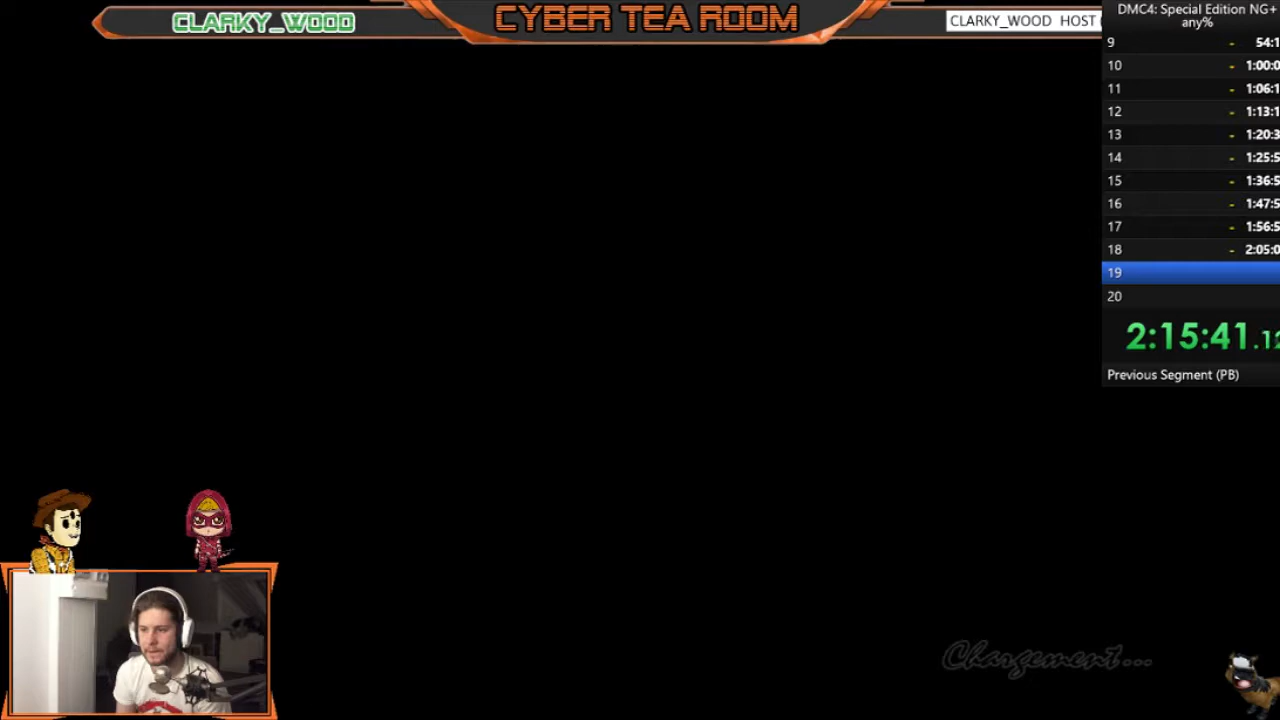 CLARKY_WOOD
CYBER TEA ROOM
CLARKY_WOOD HOST
DMC4: Special Edition NG+
any%
9 - 54:1
10 - 1:00:0
11 - 1:06:1
12 - 1:13:1
13 - 1:20:3
14 - 1:25:5
15 - 1:36:5
16 - 1:47:5
17 - 1:56:5
18 - 2:05:0
19
20
2:15:41.12
Previous Segment (PB)
Chargement...